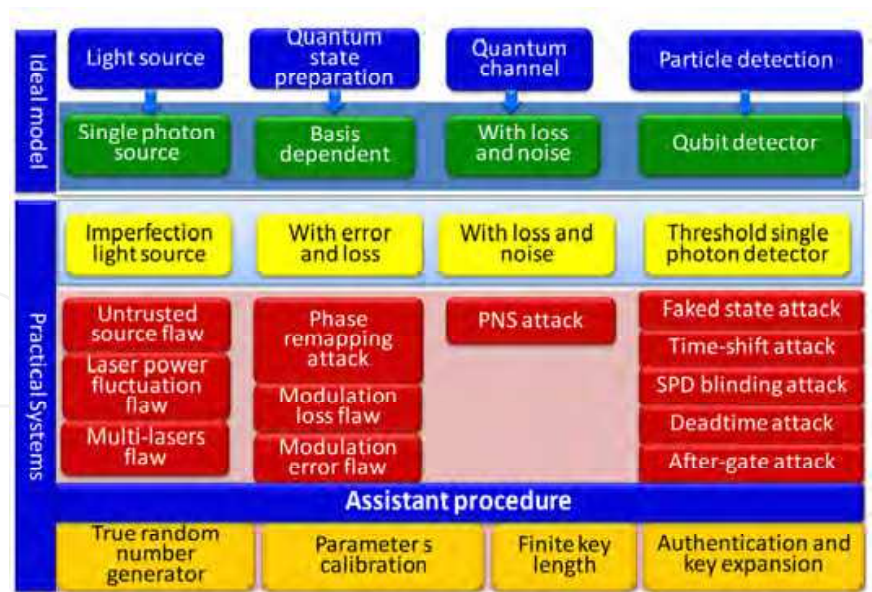 Ideal model
Light source
Quantum
state
preparation
Quantum
channel
Particle detection
Single photon
source
Basis
dependent
With loss
and noise
Qubit detector
Practical Systems
Imperfection
light source
With error
and loss
With loss and
noise
Threshold single
photon detector
Untrusted
source flaw
Laser power
fluctuation
flaw
Multi-lasers
flaw
Phase
remapping
attack
Modulation
loss flaw
Modulation
error flaw
PNS attack
Faked state attack
Time-shift attack
SPD blinding attack
Deadtime attack
After-gate attack
Assistant procedure
True random
number
generator
Parameter s
calibration
Finite key
length
Authentication and
key expansion